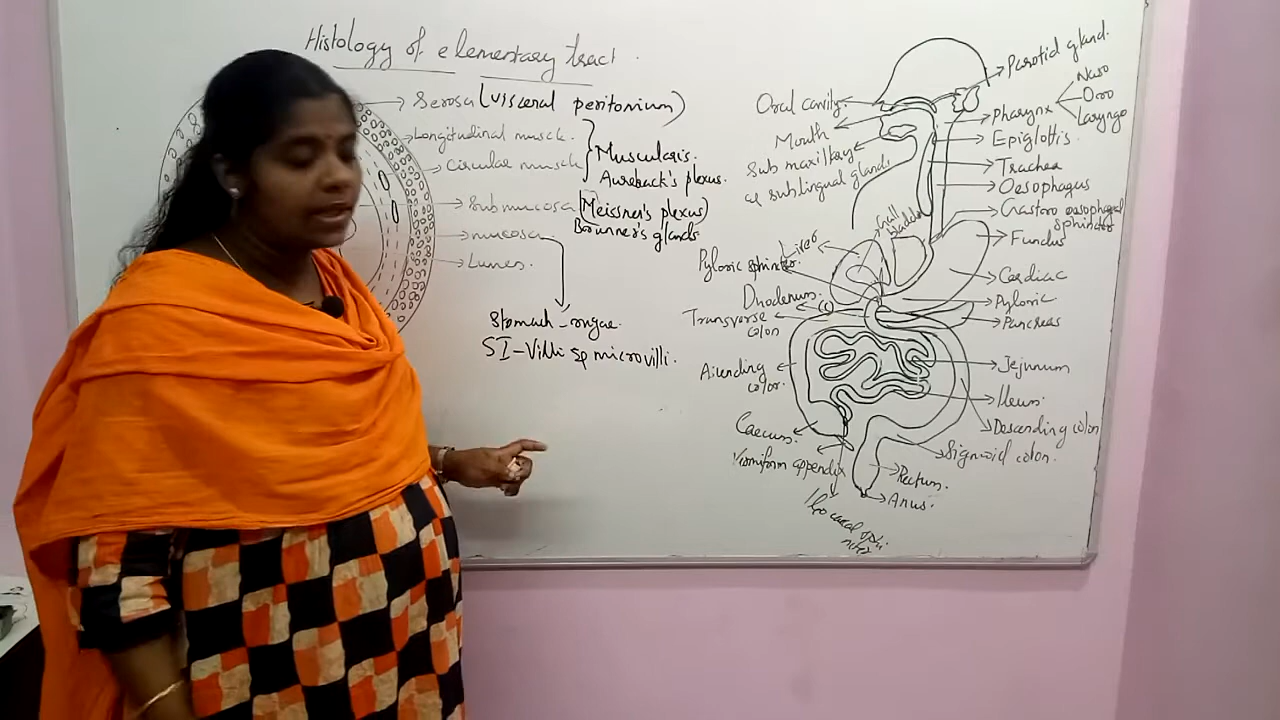 Histology of elementary tract.
Serosa (visceral peritonium)
Longitudinal muscle.
Circular muscle
Muscularis.
Aureback's plexus.
Submucosa (Meissner's plexus)
Brunner's glands
mucosa
Lumen.
Stomach - rugae.
SI - Villi & microvilli.
Oral cavity.
Mouth
Sub maxillary
& sublingual glands
Parotid gland.
Pharynx
Naso
Oro
Laryngo
Epiglottis.
Trachea
Oesophagus
Gastro oesophageal
sphincter
Fundus
Cardiac
Pyloric
Pancreas
Liver
Gall
bladder
Pyloric sphincter.
Duodenum.
Transverse
colon
Ascending
colon.
Caecum.
Vermiform appendix
Jejunum
Ileum.
Descending colon
Sigmoid colon.
Rectum.
Anus.